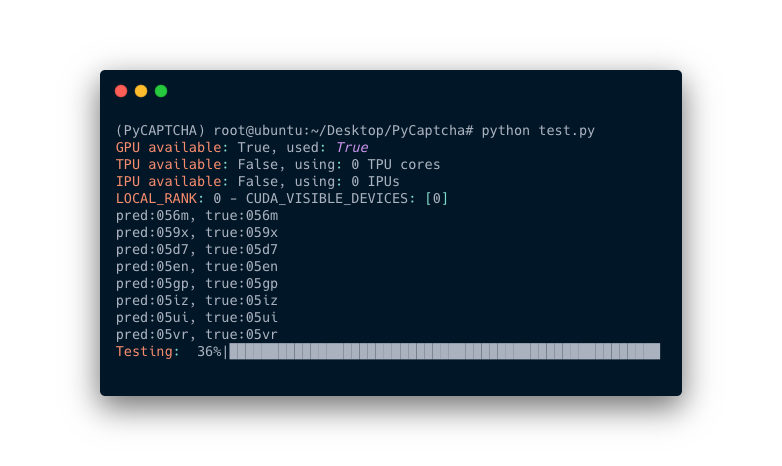 (PyCAPTCHA) root@ubuntu:~/Desktop/PyCaptcha# python test.py
GPU available: True, used: True
TPU available: False, using: 0 TPU cores
IPU available: False, using: 0 IPUs
LOCAL_RANK: 0 - CUDA_VISIBLE_DEVICES: [0]
pred:056m, true:056m
pred:059x, true:059x
pred:05d7, true:05d7
pred:05en, true:05en
pred:05gp, true:05gp
pred:05iz, true:05iz
pred:05ui, true:05ui
pred:05vr, true:05vr
Testing:  36%|